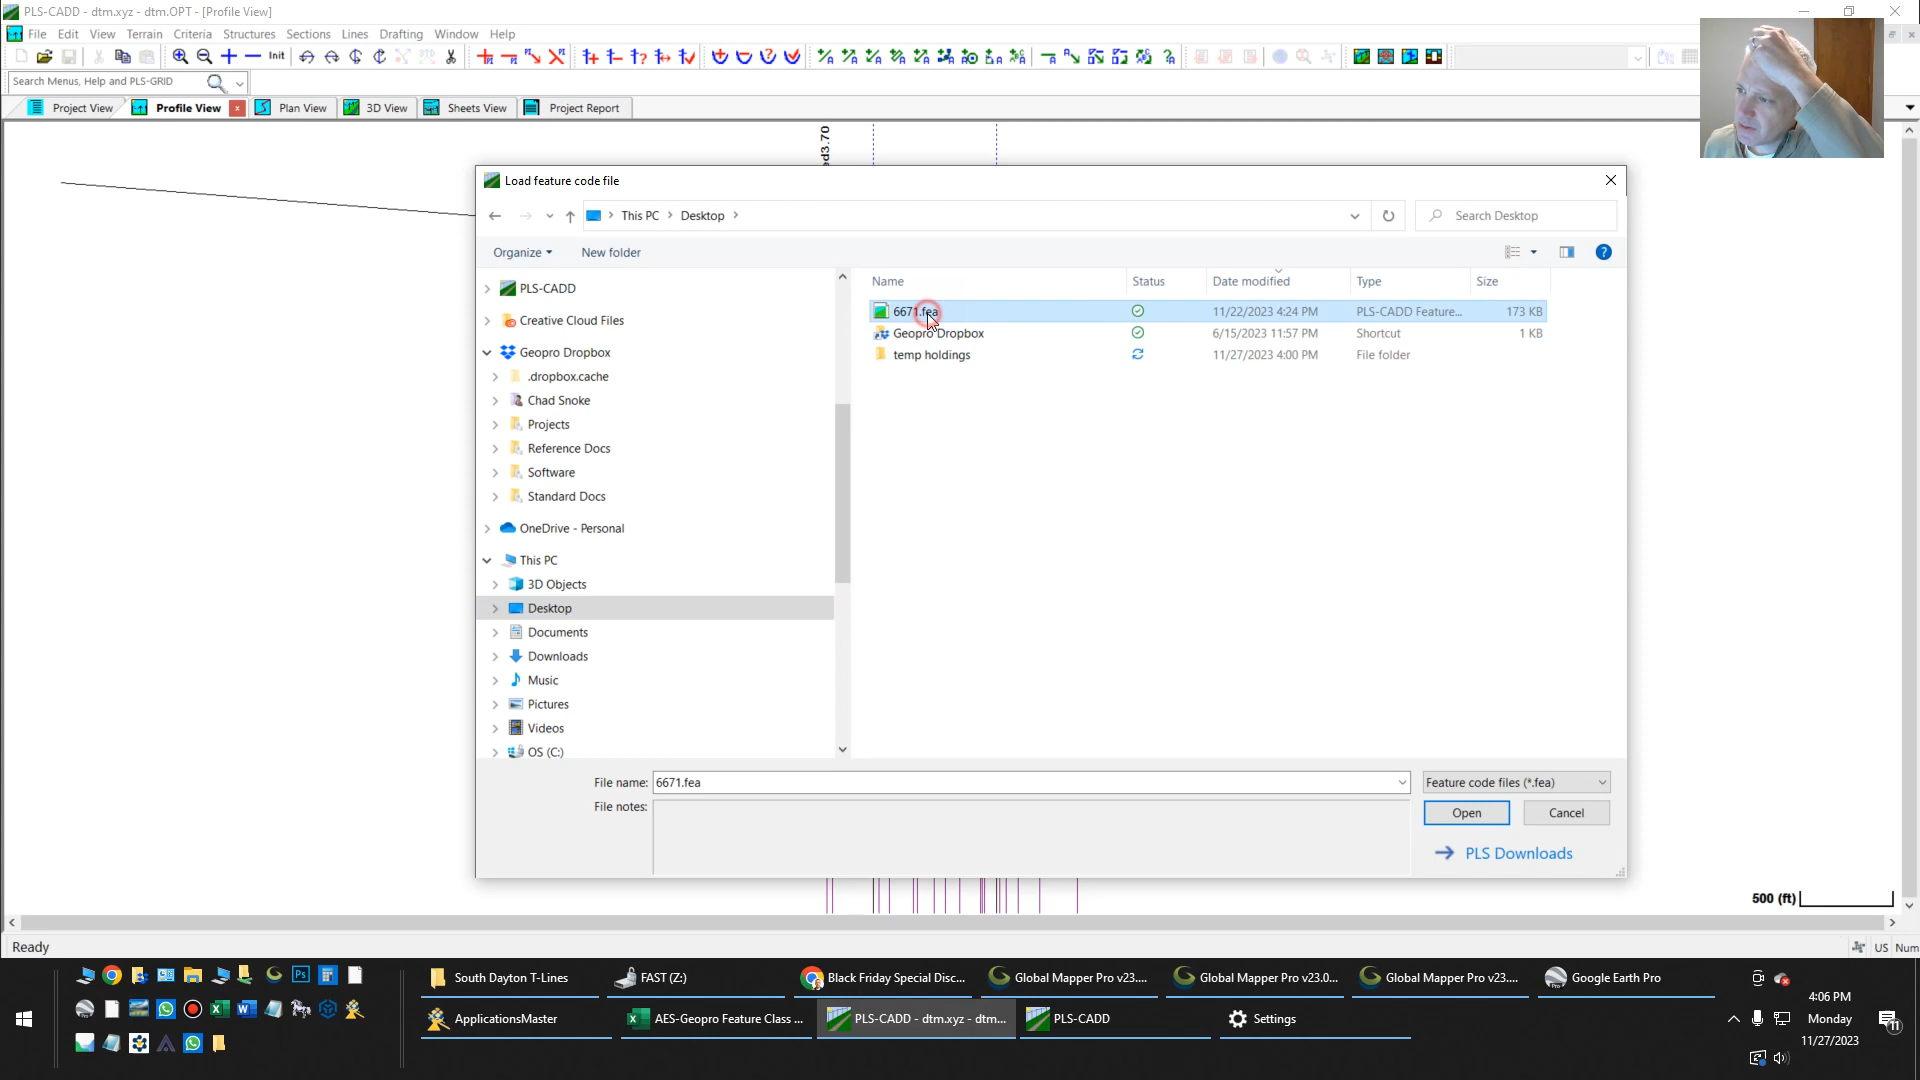 PLS-CADD - dtm.xyz - dtm.OPT - [Profile View]
File Edit View Terrain Criteria Structures Sections Lines Drafting Window Help
Init
Search Menus, Help and PLS-GRID
Project View Profile View x Plan View 3D View Sheets View Project Report
ed3.70
Load feature code file
This PC > Desktop >
Search Desktop
Organize New folder
Name Status Date modified Type Size
PLS-CADD
Creative Cloud Files
Geopro Dropbox
.dropbox.cache
Chad Snoke
Projects
Reference Docs
Software
Standard Docs
OneDrive - Personal
This PC
3D Objects
Desktop
Documents
Downloads
Music
Pictures
Videos
OS (C:)
6671.fea 11/22/2023 4:24 PM PLS-CADD Feature... 173 KB
Geopro Dropbox 6/15/2023 11:57 PM Shortcut 1 KB
temp holdings 11/27/2023 4:00 PM File folder
File name: 6671.fea Feature code files (*.fea)
File notes:
Open Cancel
PLS Downloads
500 (ft)
Ready
US Num
South Dayton T-Lines FAST (Z:) Black Friday Special Disc... Global Mapper Pro v23.... Global Mapper Pro v23.0... Global Mapper Pro v23.... Google Earth Pro
ApplicationsMaster AES-Geopro Feature Class ... PLS-CADD - dtm.xyz - dtm... PLS-CADD Settings
4:06 PM
Monday
11/27/2023
11